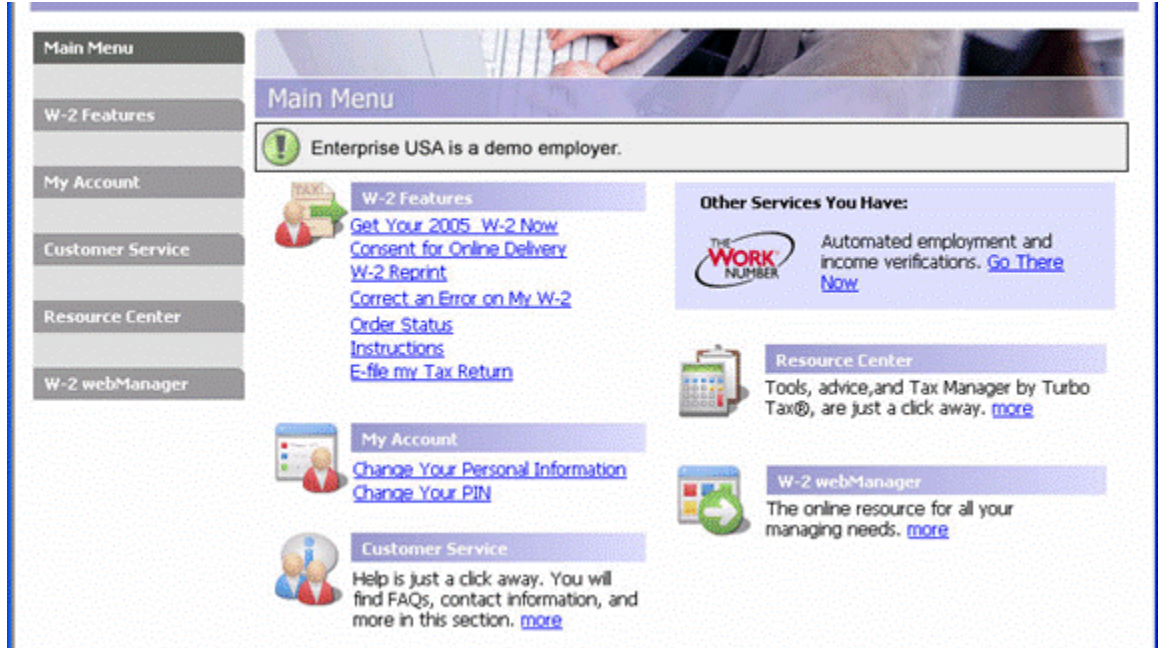 Main Menu
W-2 Features
My Account
Customer Service
Resource Center
W-2 webManager
Main Menu
Enterprise USA is a demo employer.
TAX
W-2 Features
Get Your 2005 W-2 Now
Consent for Online Delivery
W-2 Reprint
Correct an Error on My W-2
Order Status
Instructions
E-file my Tax Return
My Account
Change Your Personal Information
Change Your PIN
Customer Service
Help is just a click away. You will
find FAQs, contact information, and
more in this section. more
Other Services You Have:
THE
WORK
NUMBER
Automated employment and
income verifications. Go There
Now
Resource Center
Tools, advice,and Tax Manager by Turbo
Tax®, are just a click away. more
W-2 webManager
The online resource for all your
managing needs. more